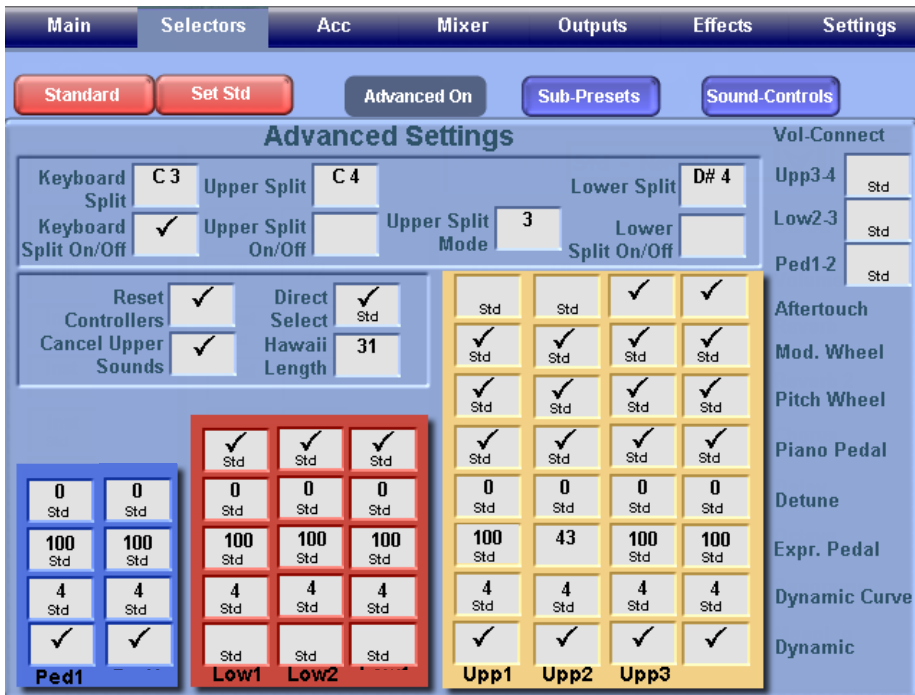 Main Selectors Acc Mixer Outputs Effects Settings
Standard Set Std Advanced On Sub-Presets Sound-Controls
Advanced Settings
Vol-Connect
Keyboard Split C 3 Upper Split C 4 Lower Split D# 4
Keyboard Split On/Off ✓ Upper Split On/Off Upper Split Mode 3 Lower Split On/Off
Upp3-4 Std
Low2-3 Std
Ped1-2 Std
Reset Controllers ✓ Direct Select ✓ Std
Cancel Upper Sounds ✓ Hawaii Length 31
Std Std ✓ ✓ Aftertouch
✓ ✓ ✓ ✓ Mod. Wheel
Std Std Std Std
✓ ✓ ✓ ✓ Pitch Wheel
Std Std Std Std
✓ ✓ ✓ ✓ ✓ ✓ ✓ Piano Pedal
Std Std Std Std Std Std Std
0 0 0 0 0 0 0 0 0 Detune
Std Std Std Std Std Std Std Std Std
100 100 100 100 100 100 43 100 100 Expr. Pedal
Std Std Std Std Std Std Std Std
4 4 4 4 4 4 4 4 4 Dynamic Curve
Std Std Std Std Std Std Std Std Std
✓ ✓ Std Std Std ✓ ✓ ✓ ✓ Dynamic
Ped1 Low1 Low2 Upp1 Upp2 Upp3